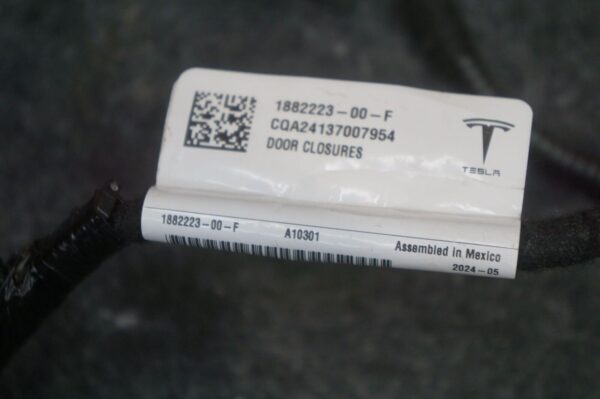 1882223-00-F
CQA24137007954
DOOR CLOSURES
TESLA
1882223-00-F A10301 Assembled in Mexico
2024-05